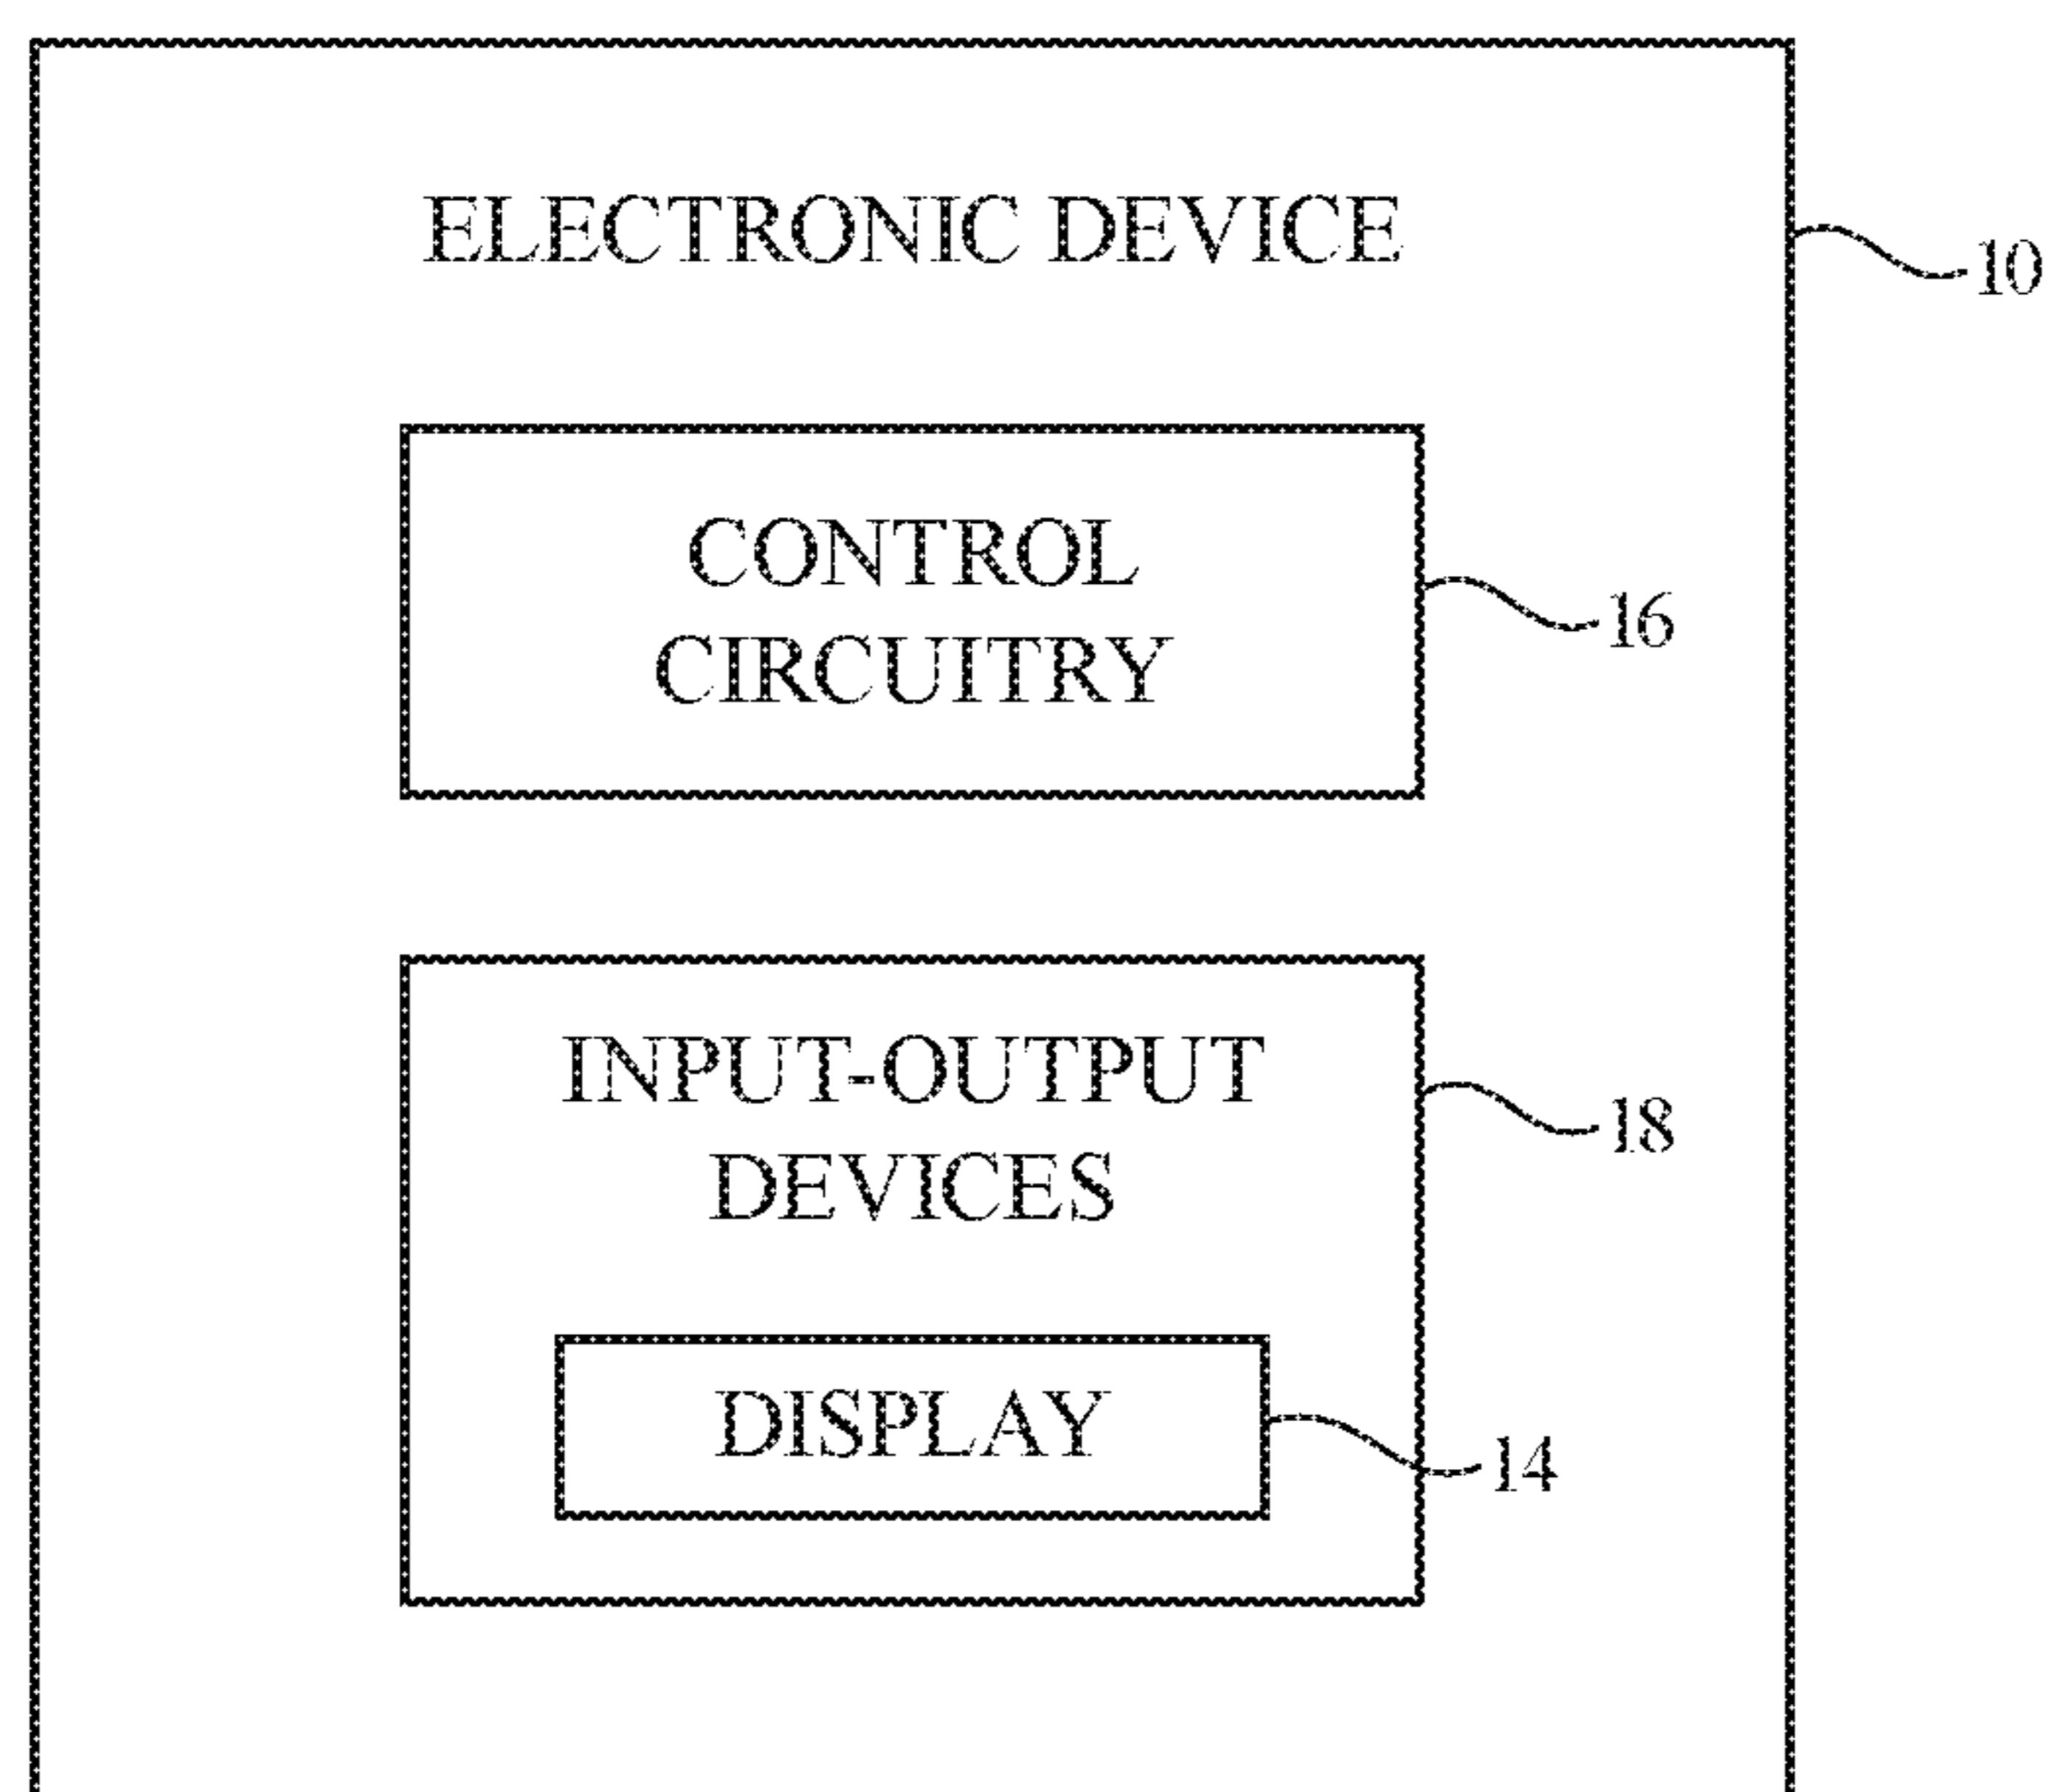 ELECTRONIC DEVICE
10
CONTROL
CIRCUITRY
16
INPUT-OUTPUT
DEVICES
18
DISPLAY
14